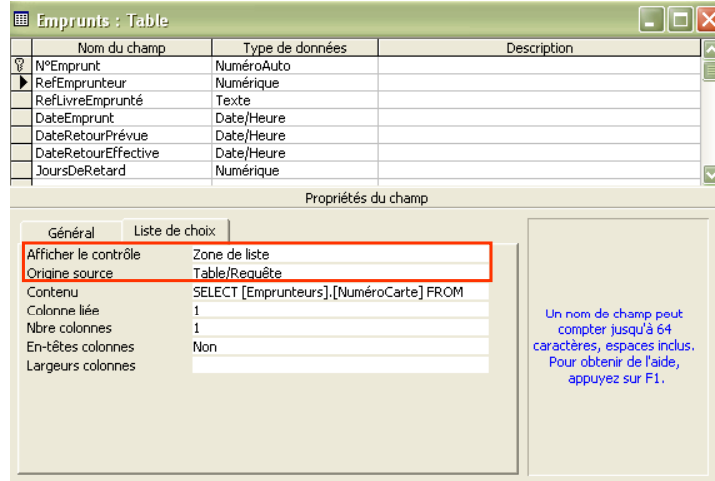 Emprunts : Table
Nom du champ Type de données Description
N°Emprunt NuméroAuto
RefEmprunteur Numérique
RefLivreEmprunté Texte
DateEmprunt Date/Heure
DateRetourPrévue Date/Heure
DateRetourEffective Date/Heure
JoursDeRetard Numérique
Propriétés du champ
Général Liste de choix
Afficher le contrôle Zone de liste
Origine source Table/Requête
Contenu SELECT [Emprunteurs].[NuméroCarte] FROM
Colonne liée 1
Nbre colonnes 1
En-têtes colonnes Non
Largeurs colonnes
Un nom de champ peut
compter jusqu'à 64
caractères, espaces inclus.
Pour obtenir de l'aide,
appuyez sur F1.